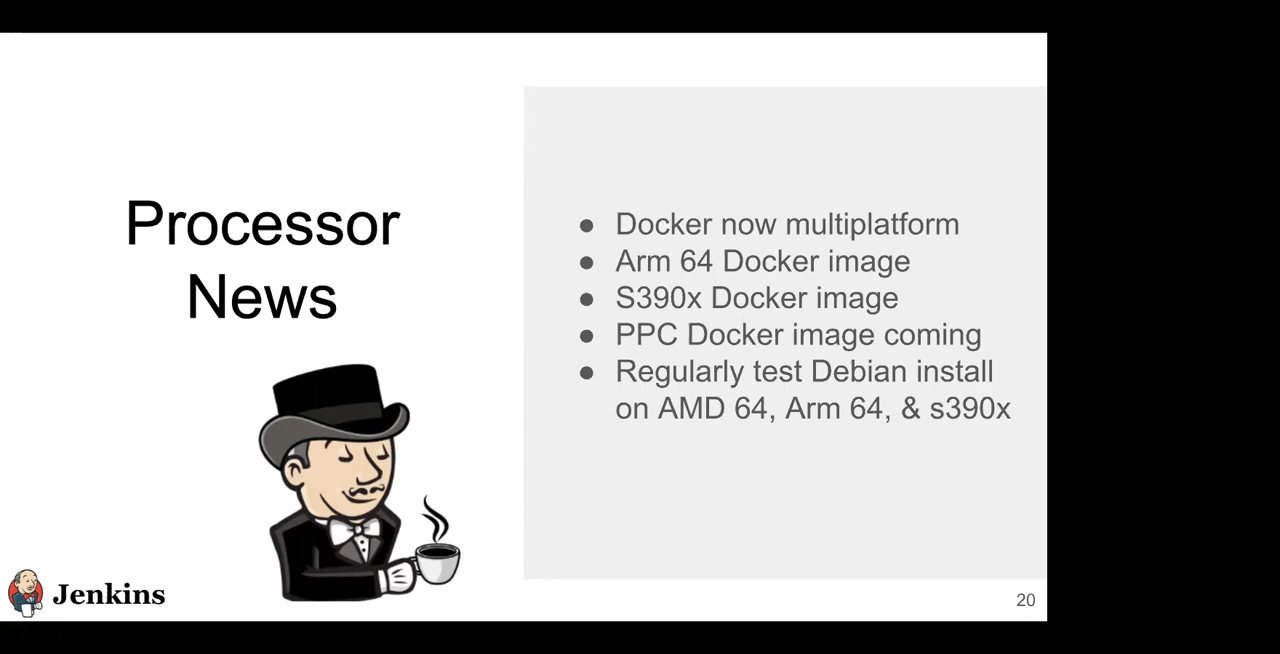 Processor
News
● Docker now multiplatform
● Arm 64 Docker image
● S390x Docker image
● PPC Docker image coming
● Regularly test Debian install
on AMD 64, Arm 64, & s390x
Jenkins
20